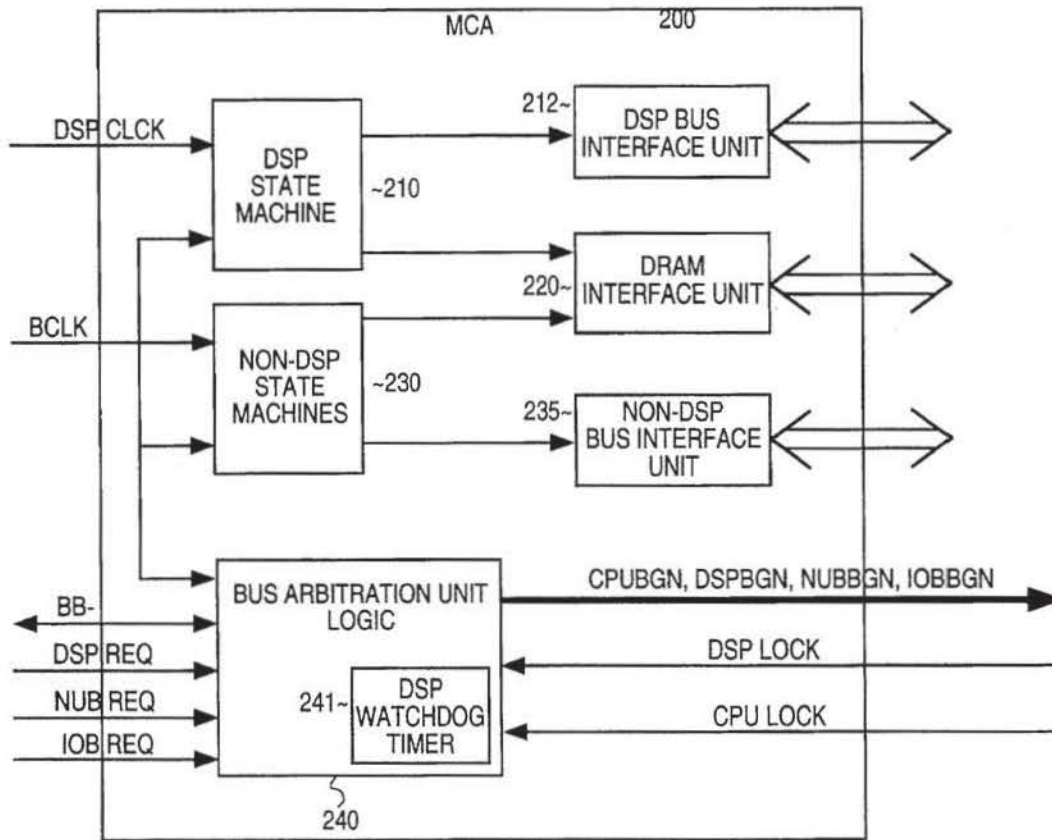 MCA 200
DSP CLCK
DSP
STATE
MACHINE
~210
212~
DSP BUS
INTERFACE UNIT
220~
DRAM
INTERFACE UNIT
BCLK
NON-DSP
STATE
MACHINES
~230
235~
NON-DSP
BUS INTERFACE
UNIT
BUS ARBITRATION UNIT
LOGIC
CPUBGN, DSPBGN, NUBBGN, IOBBGN
BB-
DSP REQ
NUB REQ
IOB REQ
241~
DSP
WATCHDOG
TIMER
DSP LOCK
CPU LOCK
240